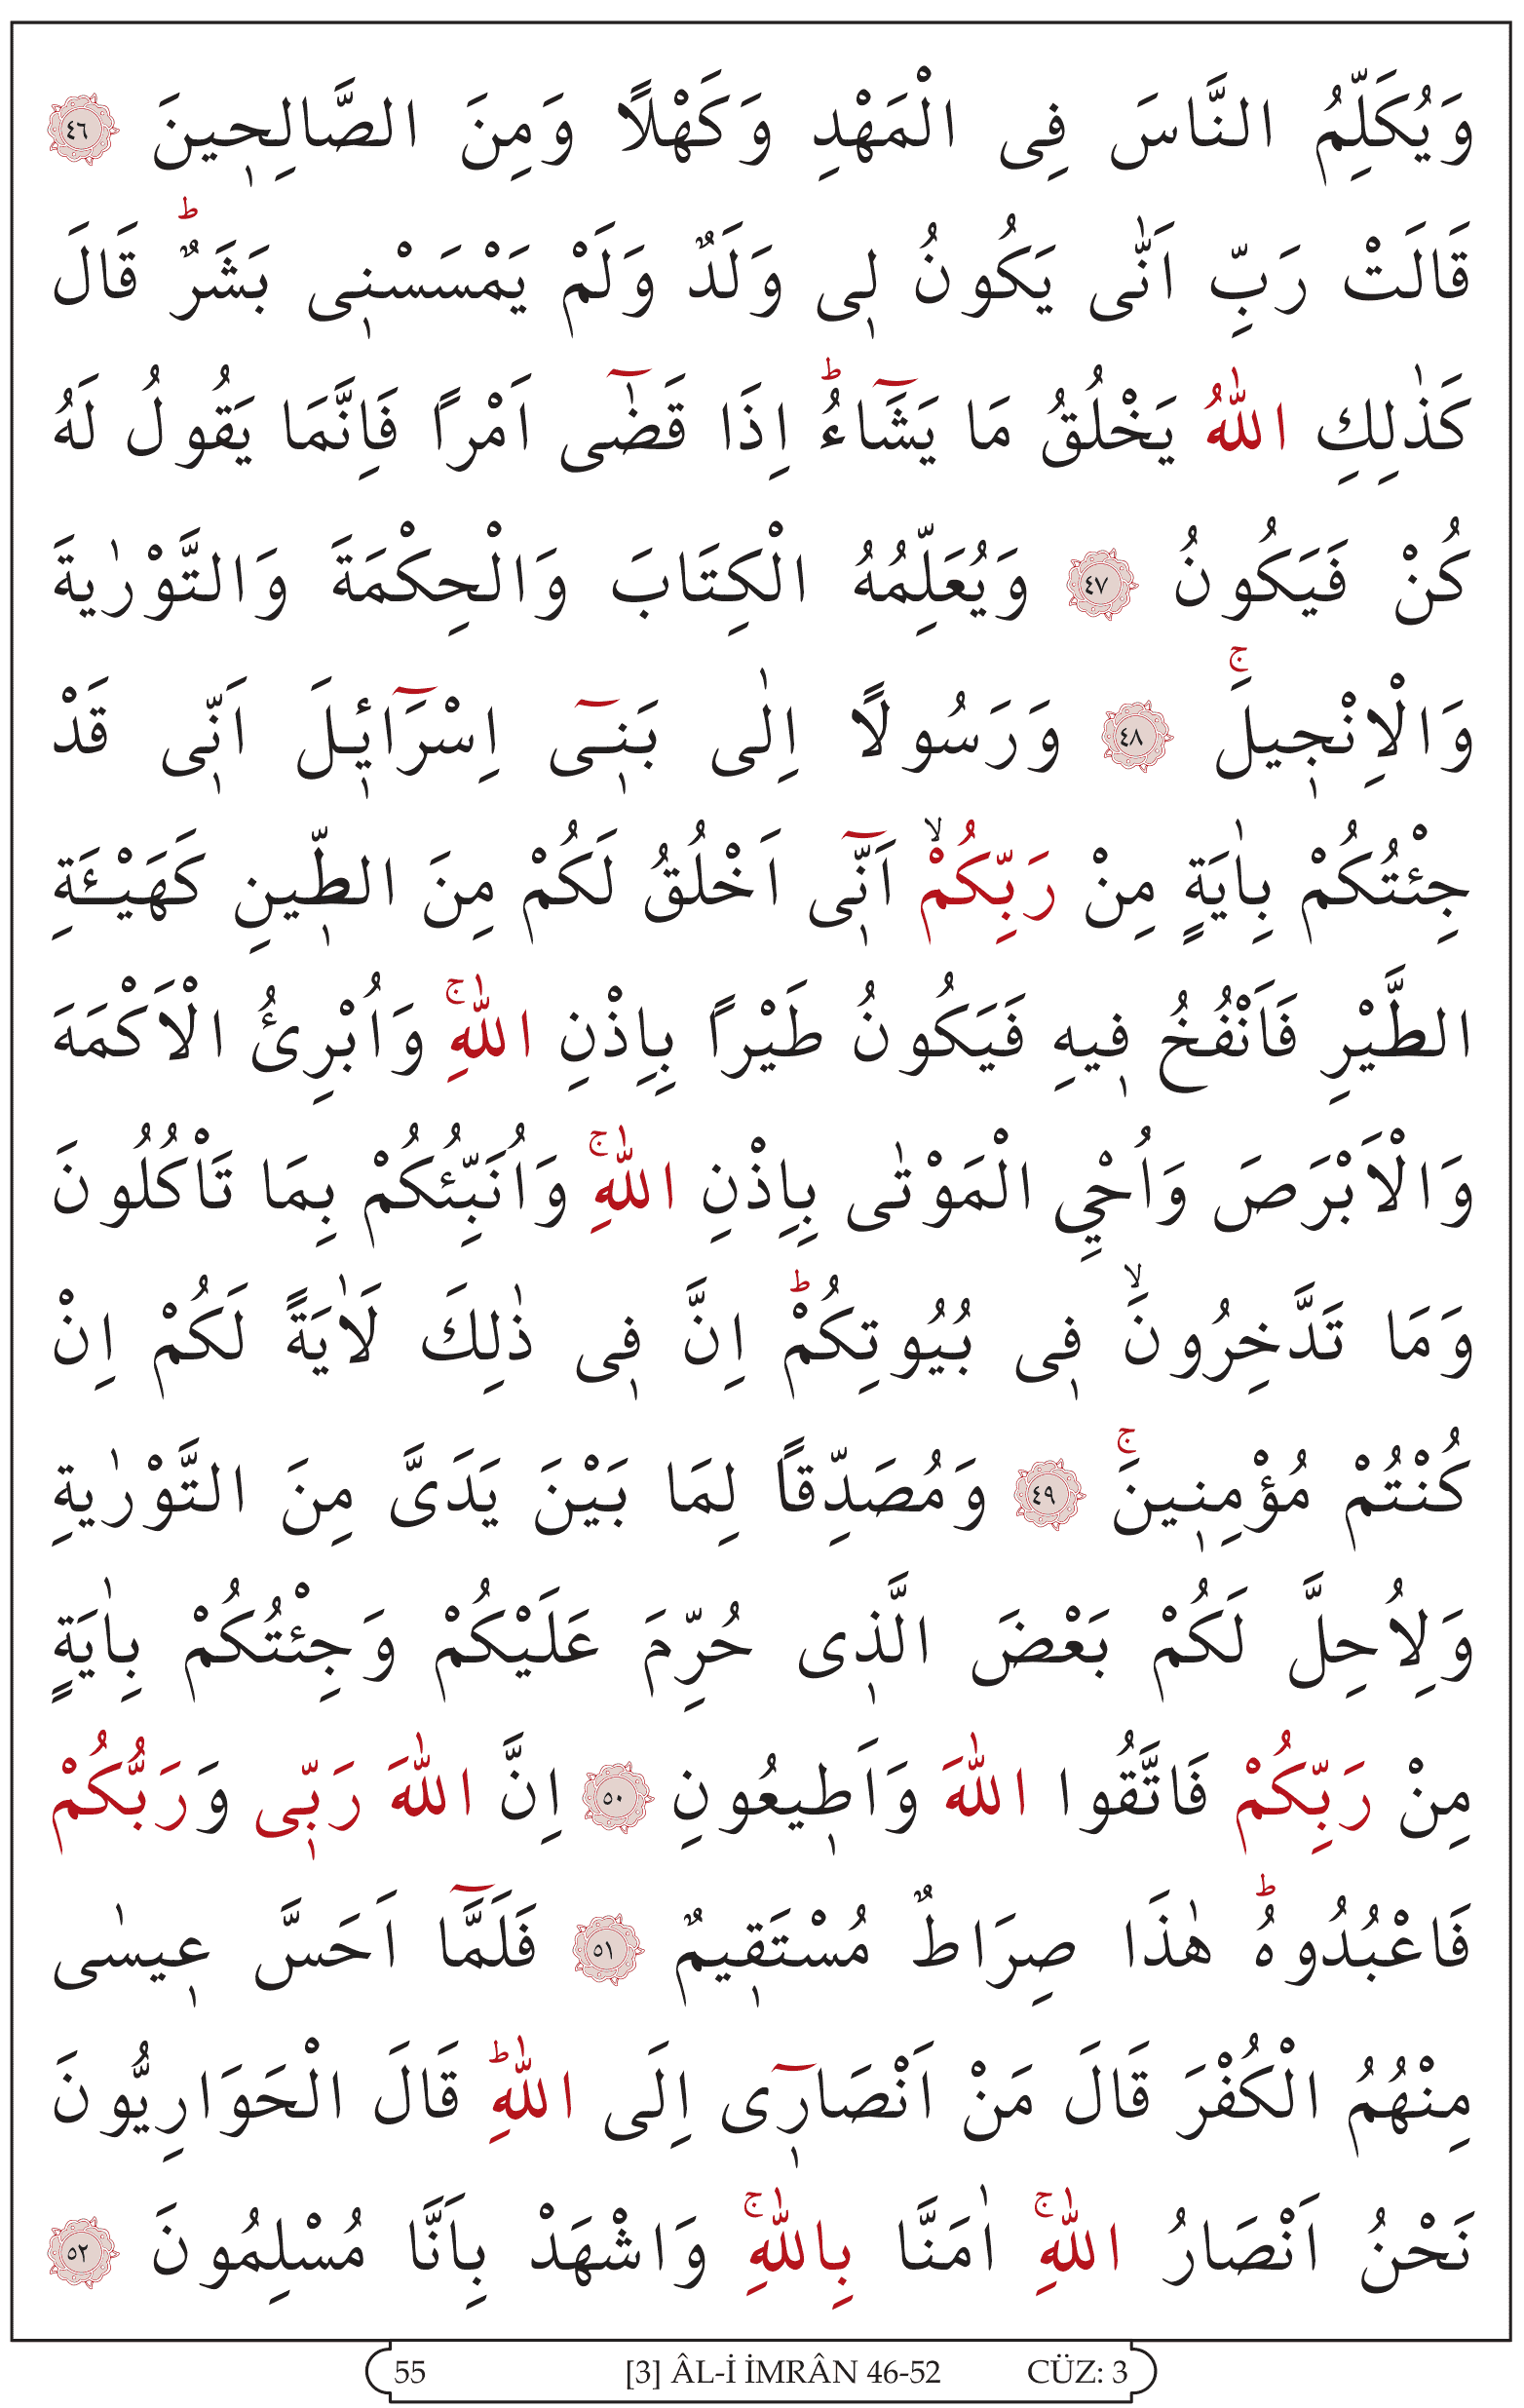 وَيُكَلِّمُ النَّاسَ فِى الْمَهْدِ وَكَهْلًا وَمِنَ الصَّالِحٖينَ ٤٦
قَالَتْ رَبِّ اَنّٰى يَكُونُ لٖى وَلَدٌ وَلَمْ يَمْسَسْنٖى بَشَرٌؕ قَالَ
كَذٰلِكِ اللّٰهُ يَخْلُقُ مَا يَشَٓاءُؕ اِذَا قَضٰٓى اَمْراً فَاِنَّمَا يَقُولُ لَهُ
كُنْ فَيَكُونُ ٤٧ وَيُعَلِّمُهُ الْكِتَابَ وَالْحِكْمَةَ وَالتَّوْرٰيةَ
وَالْاِنْجٖيلَۚ ٤٨ وَرَسُولًا اِلٰى بَنٖٓى اِسْرَٓائٖلَ اَنّٖى قَدْ
جِئْتُكُمْ بِاٰيَةٍ مِنْ رَبِّكُمْۙ اَنّٖٓى اَخْلُقُ لَكُمْ مِنَ الطّٖينِ كَهَيْـَٔةِ
الطَّيْرِ فَاَنْفُخُ فٖيهِ فَيَكُونُ طَيْراً بِاِذْنِ اللّٰهِۚ وَاُبْرِئُ الْاَكْمَهَ
وَالْاَبْرَصَ وَاُحْيِ الْمَوْتٰى بِاِذْنِ اللّٰهِۚ وَاُنَبِّئُكُمْ بِمَا تَاْكُلُونَ
وَمَا تَدَّخِرُونَۙ فٖى بُيُوتِكُمْؕ اِنَّ فٖى ذٰلِكَ لَاٰيَةً لَكُمْ اِنْ
كُنْتُمْ مُؤْمِنٖينَۚ ٤٩ وَمُصَدِّقاً لِمَا بَيْنَ يَدَىَّ مِنَ التَّوْرٰيةِ
وَلِاُحِلَّ لَكُمْ بَعْضَ الَّذٖى حُرِّمَ عَلَيْكُمْ وَجِئْتُكُمْ بِاٰيَةٍ
مِنْ رَبِّكُمْ فَاتَّقُوا اللّٰهَ وَاَطٖيعُونِ ٥٠ اِنَّ اللّٰهَ رَبّٖى وَرَبُّكُمْ
فَاعْبُدُوهُؕ هٰذَا صِرَاطٌ مُسْتَقٖيمٌ ٥١ فَلَمَّٓا اَحَسَّ عٖيسٰى
مِنْهُمُ الْكُفْرَ قَالَ مَنْ اَنْصَارٖٓى اِلَى اللّٰهِؕ قَالَ الْحَوَارِيُّونَ
نَحْنُ اَنْصَارُ اللّٰهِۚ اٰمَنَّا بِاللّٰهِۚ وَاشْهَدْ بِاَنَّا مُسْلِمُونَ ٥٢
55 [3] ÂL-İ İMRÂN 46-52 CÜZ: 3